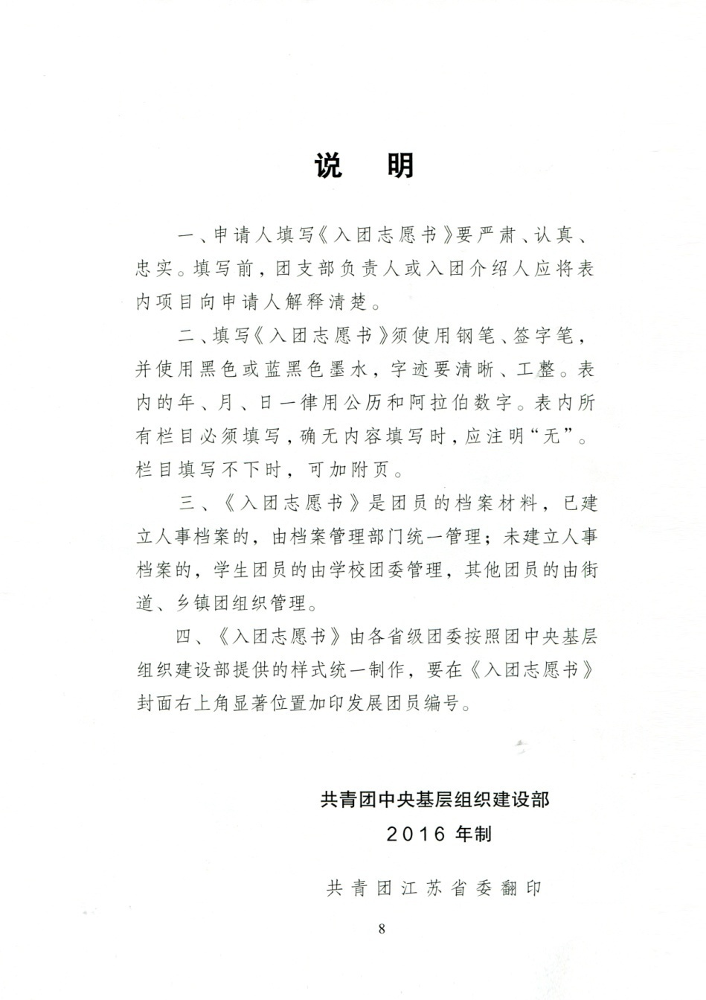 说 明
一、申请人填写《入团志愿书》要严肃、认真、
忠实。填写前，团支部负责人或入团介绍人应将表
内项目向申请人解释清楚。
二、填写《入团志愿书》须使用钢笔、签字笔，
并使用黑色或蓝黑色墨水，字迹要清晰、工整。表
内的年、月、日一律用公历和阿拉伯数字。表内所
有栏目必须填写，确无内容填写时，应注明“无”。
栏目填写不下时，可加附页。
三、《入团志愿书》是团员的档案材料，已建
立人事档案的，由档案管理部门统一管理；未建立人事
档案的，学生团员的由学校团委管理，其他团员的由街
道、乡镇团组织管理。
四、《入团志愿书》由各省级团委按照团中央基层
组织建设部提供的样式统一制作，要在《入团志愿书》
封面右上角显著位置加印发展团员编号。
共青团中央基层组织建设部
2016 年制
共青团江苏省委翻印
8